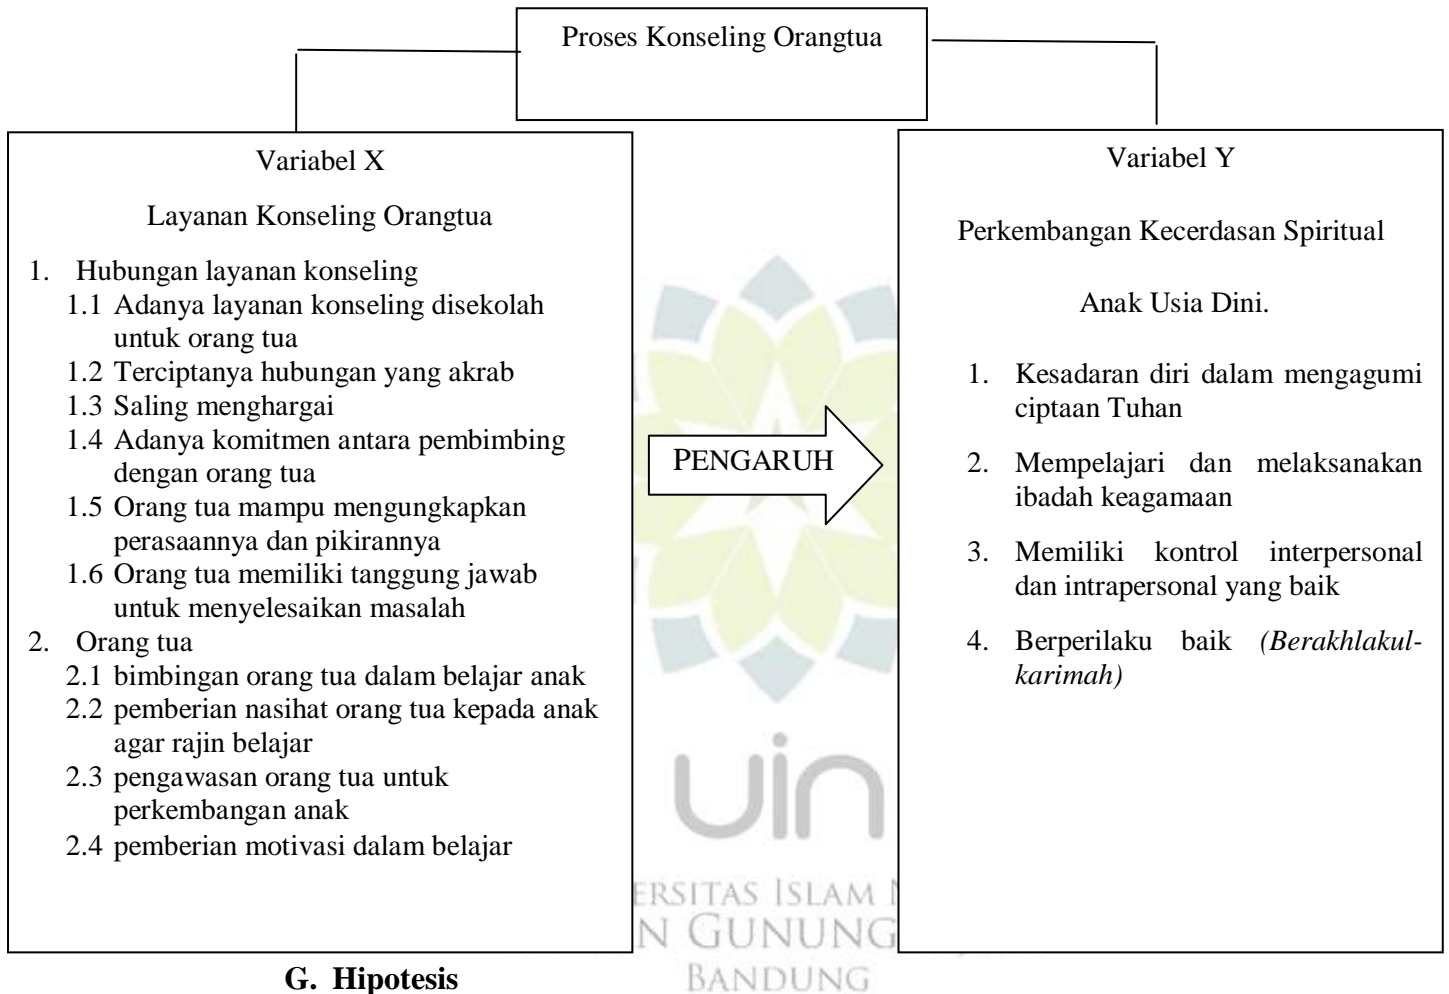 Proses Konseling Orangtua
Variabel X
Layanan Konseling Orangtua
1. Hubungan layanan konseling
1.1 Adanya layanan konseling disekolah
untuk orang tua
1.2 Terciptanya hubungan yang akrab
1.3 Saling menghargai
1.4 Adanya komitmen antara pembimbing
dengan orang tua
1.5 Orang tua mampu mengungkapkan
perasaannya dan pikirannya
1.6 Orang tua memiliki tanggung jawab
untuk menyelesaikan masalah
2. Orang tua
2.1 bimbingan orang tua dalam belajar anak
2.2 pemberian nasihat orang tua kepada anak
agar rajin belajar
2.3 pengawasan orang tua untuk
perkembangan anak
2.4 pemberian motivasi dalam belajar
PENGARUH
Variabel Y
Perkembangan Kecerdasan Spiritual
Anak Usia Dini.
1. Kesadaran diri dalam mengagumi
ciptaan Tuhan
2. Mempelajari dan melaksanakan
ibadah keagamaan
3. Memiliki kontrol interpersonal
dan intrapersonal yang baik
4. Berperilaku baik (Berakhlakul-
karimah)
uin
ERSITAS ISLAM
N GUNUNG
BANDUNG
G. Hipotesis